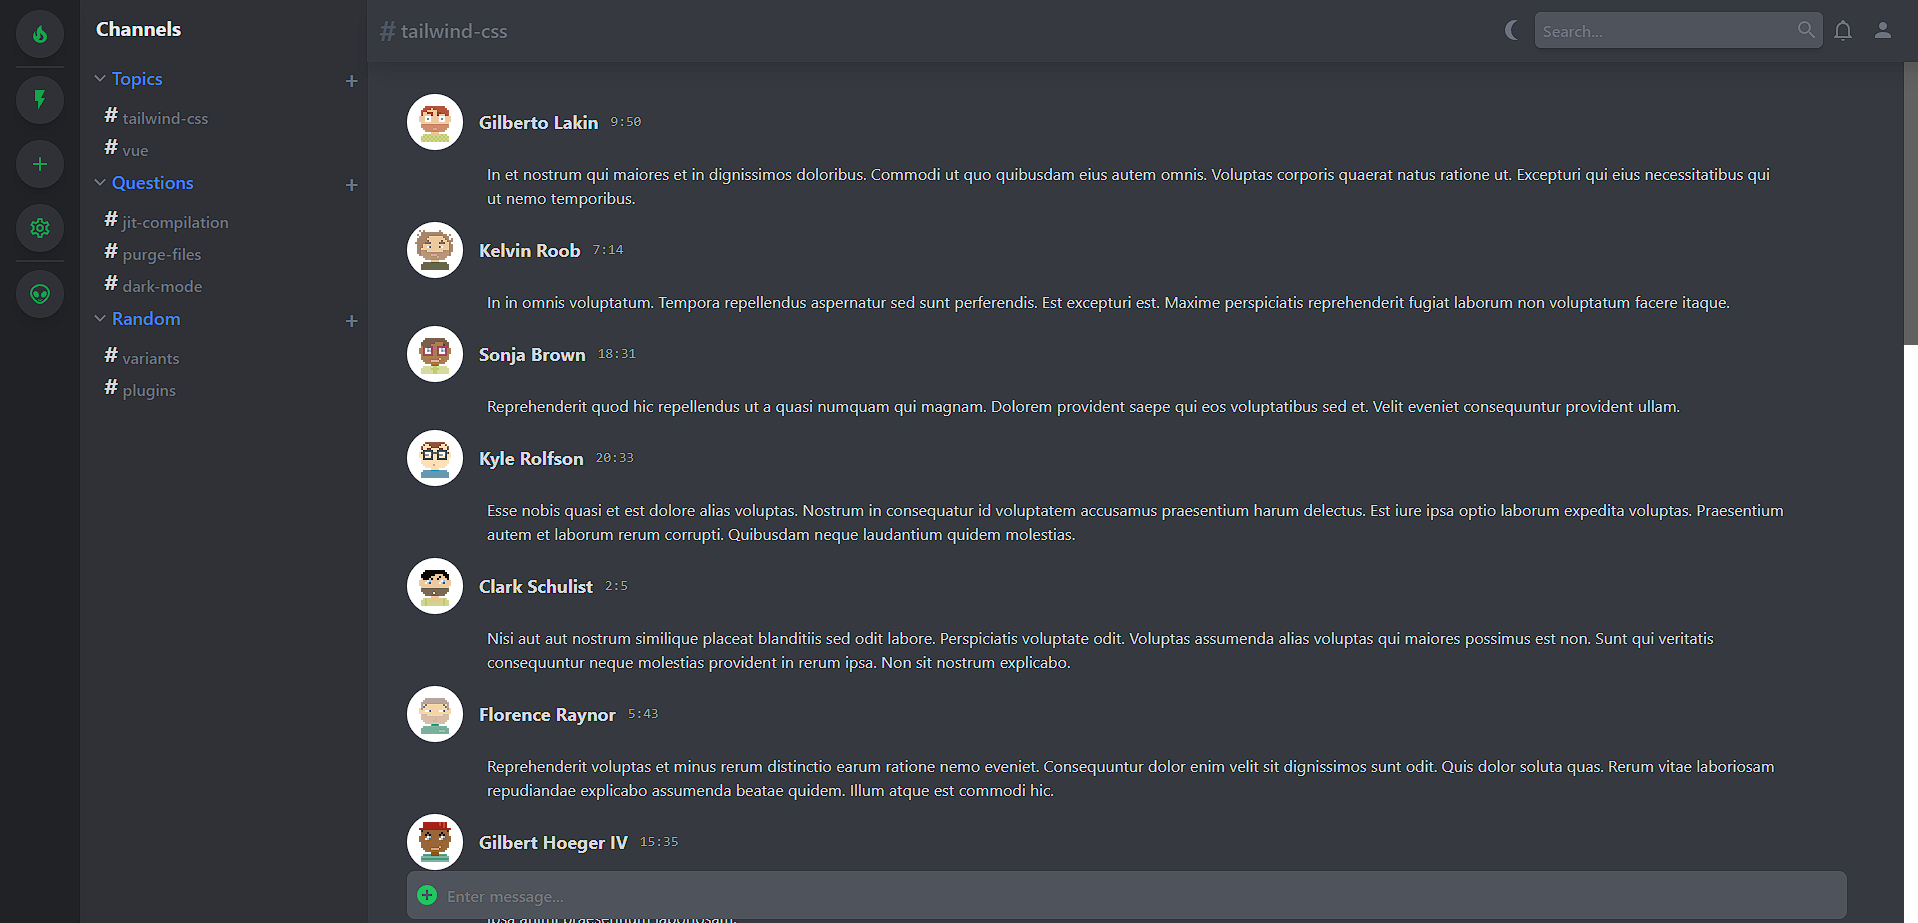 Channels
Topics
# tailwind-css
# vue
Questions
# jit-compilation
# purge-files
# dark-mode
Random
# variants
# plugins
# tailwind-css
Search...
Gilberto Lakin 9:50
In et nostrum qui maiores et in dignissimos doloribus. Commodi ut quo quibusdam eius autem omnis. Voluptas corporis quaerat natus ratione ut. Excepturi qui eius necessitatibus qui
ut nemo temporibus.
Kelvin Roob 7:14
In in omnis voluptatum. Tempora repellendus aspernatur sed sunt perferendis. Est excepturi est. Maxime perspiciatis reprehenderit fugiat laborum non voluptatum facere itaque.
Sonja Brown 18:31
Reprehenderit quod hic repellendus ut a quasi numquam qui magnam. Dolorem provident saepe qui eos voluptatibus sed et. Velit eveniet consequuntur provident ullam.
Kyle Rolfson 20:33
Esse nobis quasi et est dolore alias voluptas. Nostrum in consequatur id voluptatem accusamus praesentium harum delectus. Est iure ipsa optio laborum expedita voluptas. Praesentium
autem et laborum rerum corrupti. Quibusdam neque laudantium quidem molestias.
Clark Schulist 2:5
Nisi aut aut nostrum similique placeat blanditiis sed odit labore. Perspiciatis voluptate odit. Voluptas assumenda alias voluptas qui maiores possimus est non. Sunt qui veritatis
consequuntur neque molestias provident in rerum ipsa. Non sit nostrum explicabo.
Florence Raynor 5:43
Reprehenderit voluptas et minus rerum distinctio earum ratione nemo eveniet. Consequuntur dolor enim velit sit dignissimos sunt odit. Quis dolor soluta quas. Rerum vitae laboriosam
repudiandae explicabo assumenda beatae quidem. Illum atque est commodi hic.
Gilbert Hoeger IV 15:35
Enter message...